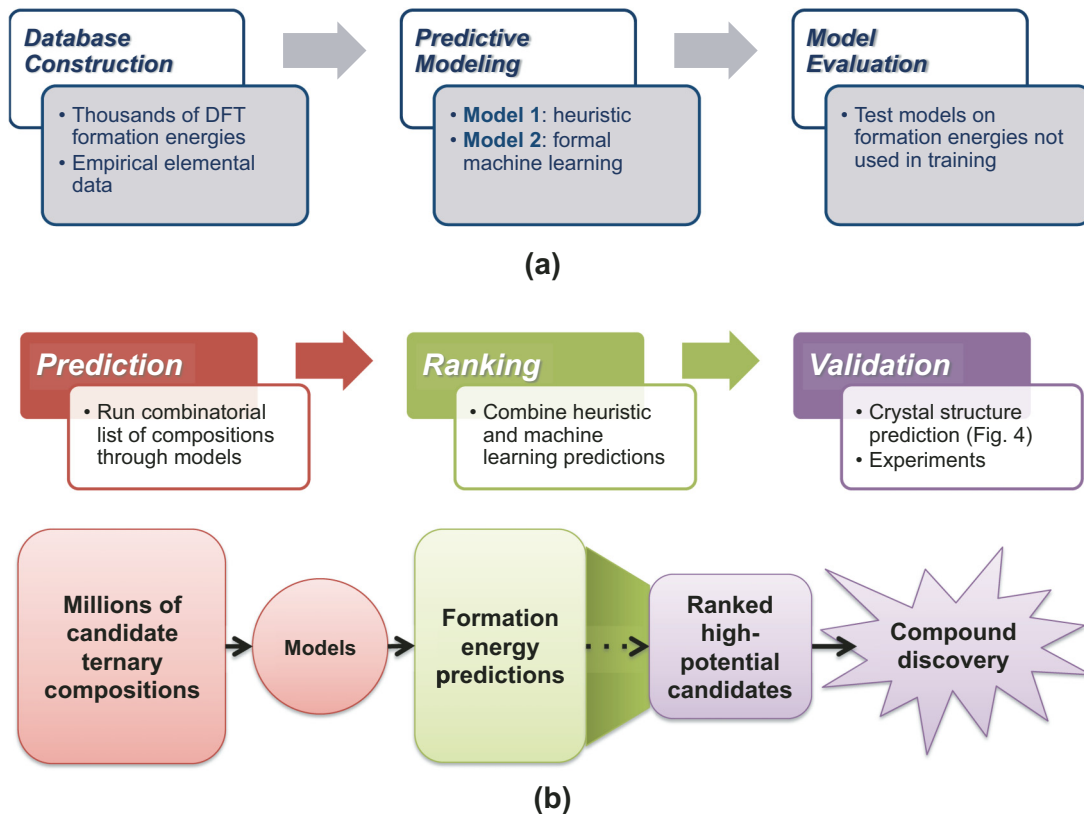 Database
Construction
• Thousands of DFT
formation energies
• Empirical elemental
data
Predictive
Modeling
• Model 1: heuristic
• Model 2: formal
machine learning
Model
Evaluation
• Test models on
formation energies not
used in training
(a)
Prediction
• Run combinatorial
list of compositions
through models
Ranking
• Combine heuristic
and machine
learning predictions
Validation
• Crystal structure
prediction (Fig. 4)
• Experiments
Millions of
candidate
ternary
compositions
Models
Formation
energy
predictions
Ranked
high-
potential
candidates
Compound
discovery
(b)